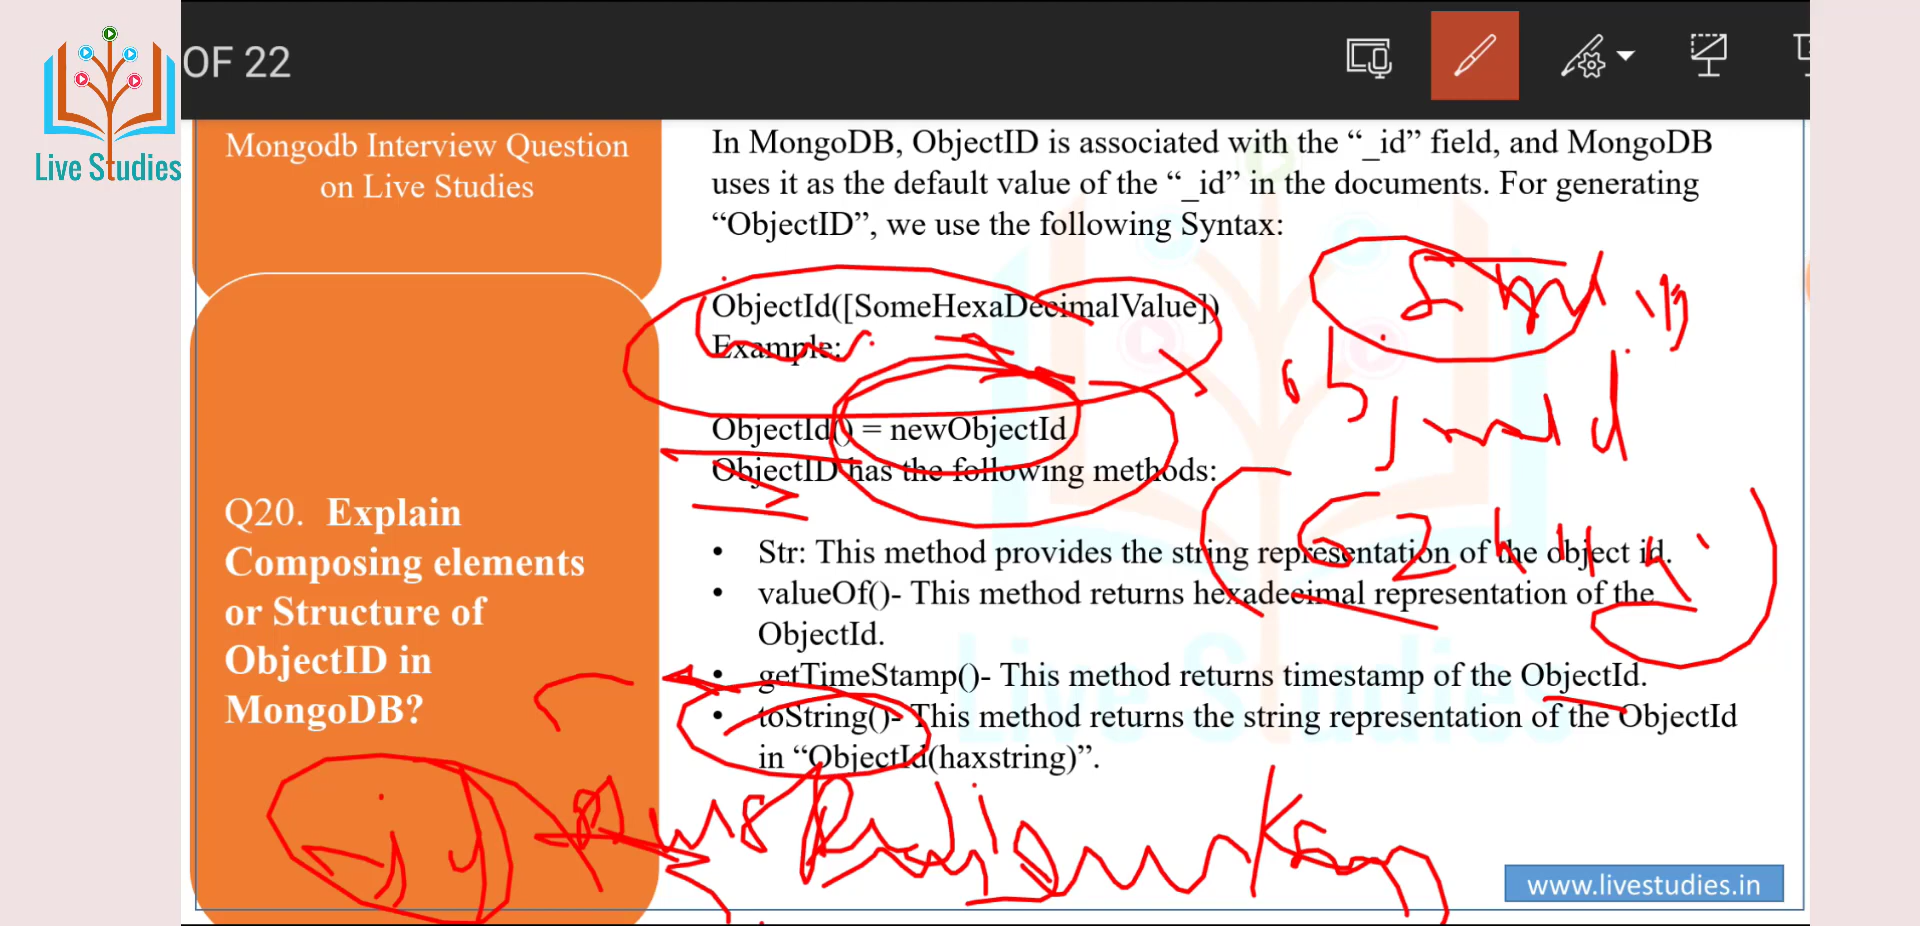 OF 22
Live Studies
Mongodb Interview Question
on Live Studies
Q20. Explain
Composing elements
or Structure of
ObjectID in
MongoDB?
In MongoDB, ObjectID is associated with the “_id” field, and MongoDB
uses it as the default value of the “_id” in the documents. For generating
“ObjectID”, we use the following Syntax:
ObjectId([SomeHexaDecimalValue])
Example:
ObjectId() = newObjectId
ObjectID has the following methods:
• Str: This method provides the string representation of the object id.
• valueOf()- This method returns hexadecimal representation of the
ObjectId.
• getTimeStamp()- This method returns timestamp of the ObjectId.
• toString()- This method returns the string representation of the ObjectId
in “ObjectId(haxstring)”.
www.livestudies.in